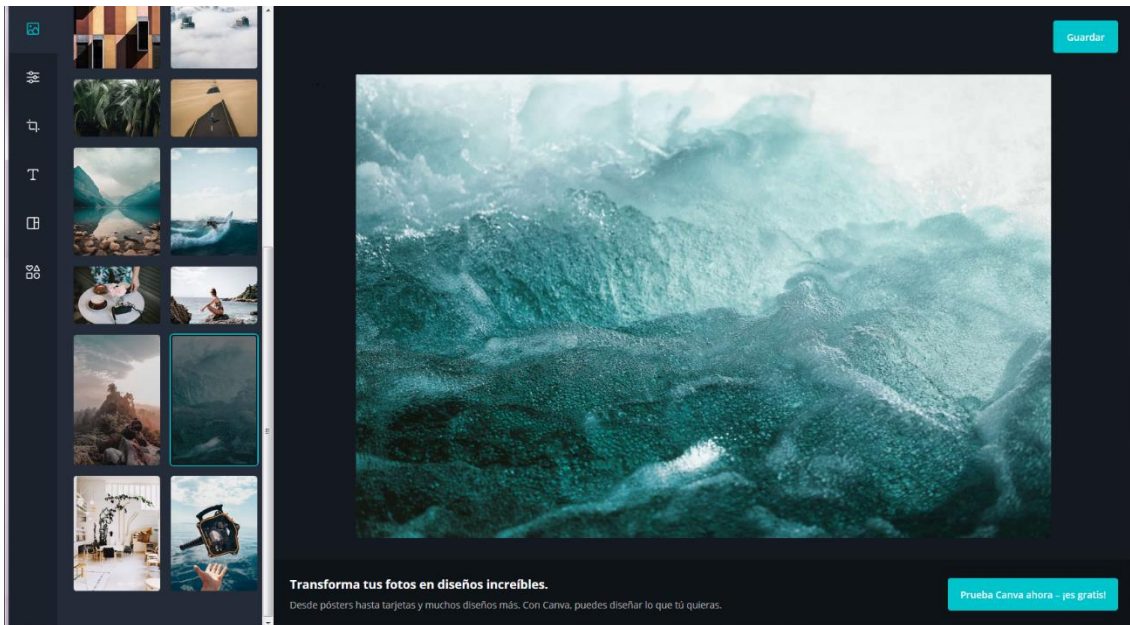 Guardar
Transforma tus fotos en diseños increíbles.
Desde pósters hasta tarjetas y muchos diseños más. Con Canva, puedes diseñar lo que tú quieras.
Prueba Canva ahora – ¡es gratis!